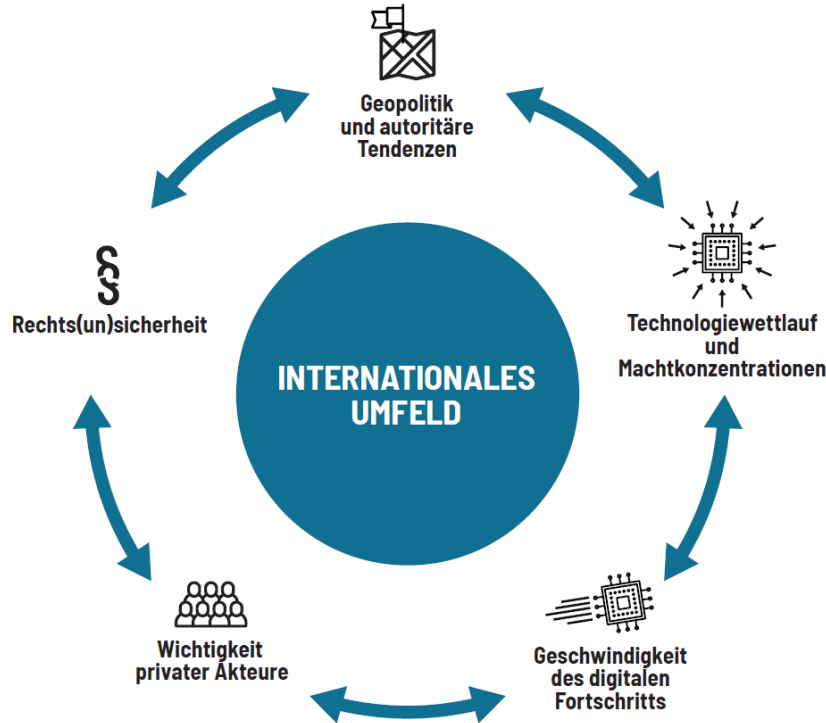 Geopolitik
und autoritäre
Tendenzen
§
Rechts(un)sicherheit
Technologiewettlauf
und
Machtkonzentrationen
INTERNATIONALES
UMFELD
Wichtigkeit
privater Akteure
Geschwindigkeit
des digitalen
Fortschritts